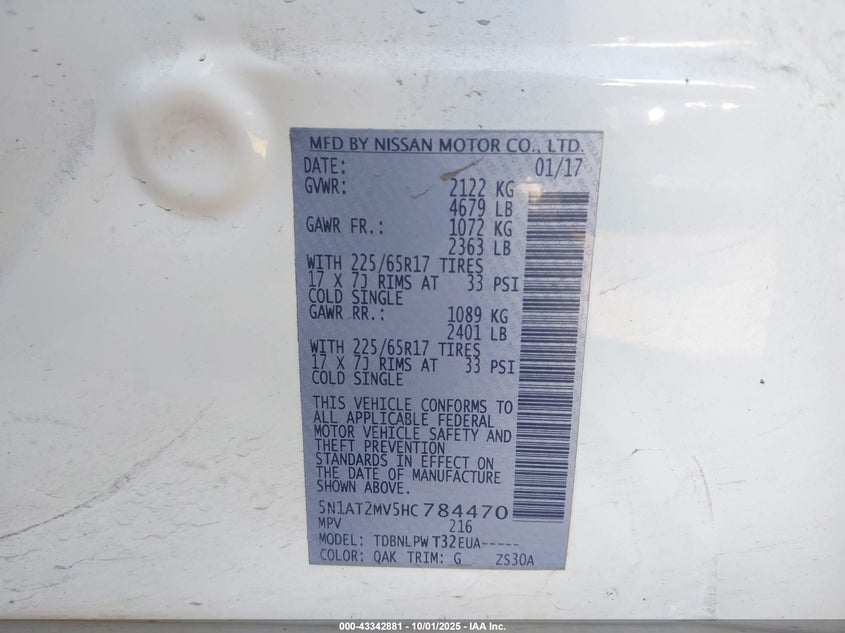 MFD BY NISSAN MOTOR CO., LTD.
DATE: 01/17
GVWR: 2122 KG
4679 LB
GAWR FR.: 1072 KG
2363 LB
WITH 225/65R17 TIRES
17 X 7J RIMS AT 33 PSI
COLD SINGLE
GAWR RR.: 1089 KG
2401 LB
WITH 225/65R17 TIRES
17 X 7J RIMS AT 33 PSI
COLD SINGLE
THIS VEHICLE CONFORMS TO
ALL APPLICABLE FEDERAL
MOTOR VEHICLE SAFETY AND
THEFT PREVENTION
STANDARDS IN EFFECT ON
THE DATE OF MANUFACTURE
SHOWN ABOVE.
5N1AT2MV5HC784470
MPV 216
MODEL: TDBNLPW T32EUA-----
COLOR: QAK TRIM: G ZS30A
000-43342881 - 10/01/2025 - IAA Inc.